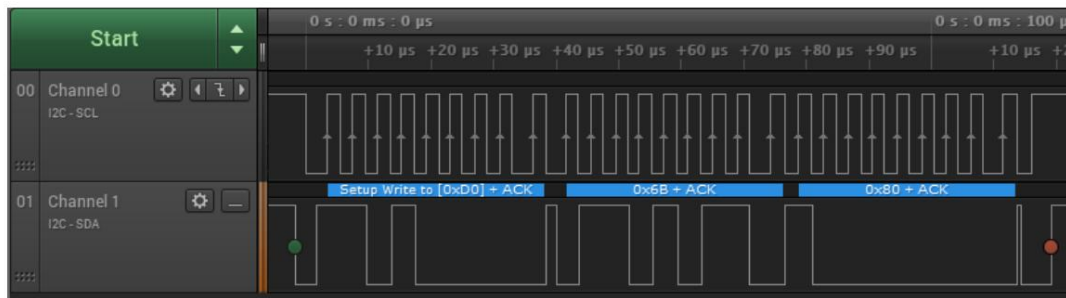 Start
0 s : 0 ms : 0 µs
0 s : 0 ms : 100 µ
+10 µs +20 µs +30 µs +40 µs +50 µs +60 µs +70 µs +80 µs +90 µs
+10 µs +2
00 Channel 0
I2C - SCL
Setup Write to [0xD0] + ACK
0x6B + ACK
0x80 + ACK
01 Channel 1
I2C - SDA